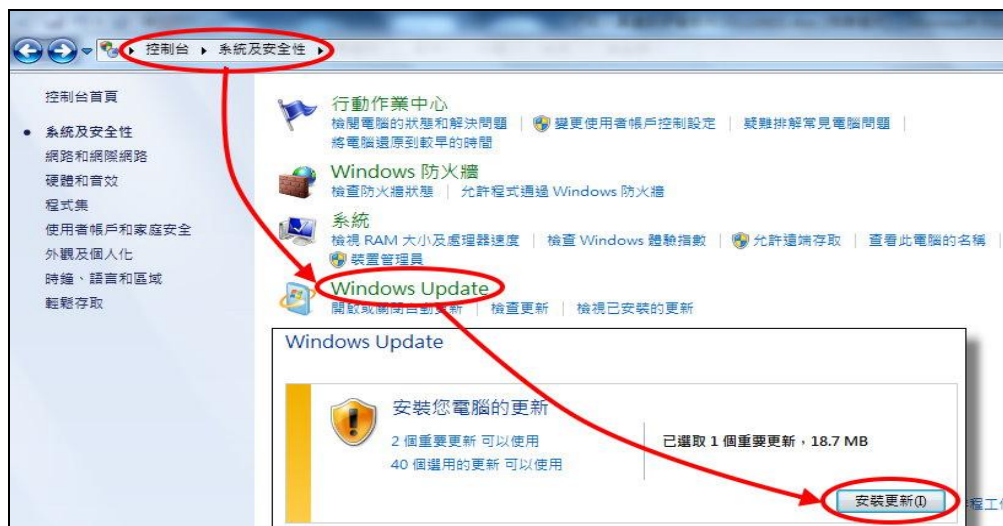 控制台 ▸ 系統及安全性 ▸
控制台首頁
系統及安全性
網路和網際網路
硬體和音效
程式集
使用者帳戶和家庭安全
外觀及個人化
時鐘、語言和區域
輕鬆存取
行動作業中心
檢閱電腦的狀態和解決問題 | 變更使用者帳戶控制設定 | 疑難排解常見電腦問題 |
將電腦還原到較早的時間
Windows 防火牆
檢查防火牆狀態 | 允許程式通過 Windows 防火牆
系統
檢視 RAM 大小及處理器速度 | 檢查 Windows 體驗指數 | 允許遠端存取 | 查看此電腦的名稱 |
裝置管理員
Windows Update
開啟或關閉自動更新 | 檢查更新 | 檢視已安裝的更新
Windows Update
安裝您電腦的更新
2 個重要更新 可以使用
已選取 1 個重要更新，18.7 MB
40 個選用的更新 可以使用
安裝更新(I)